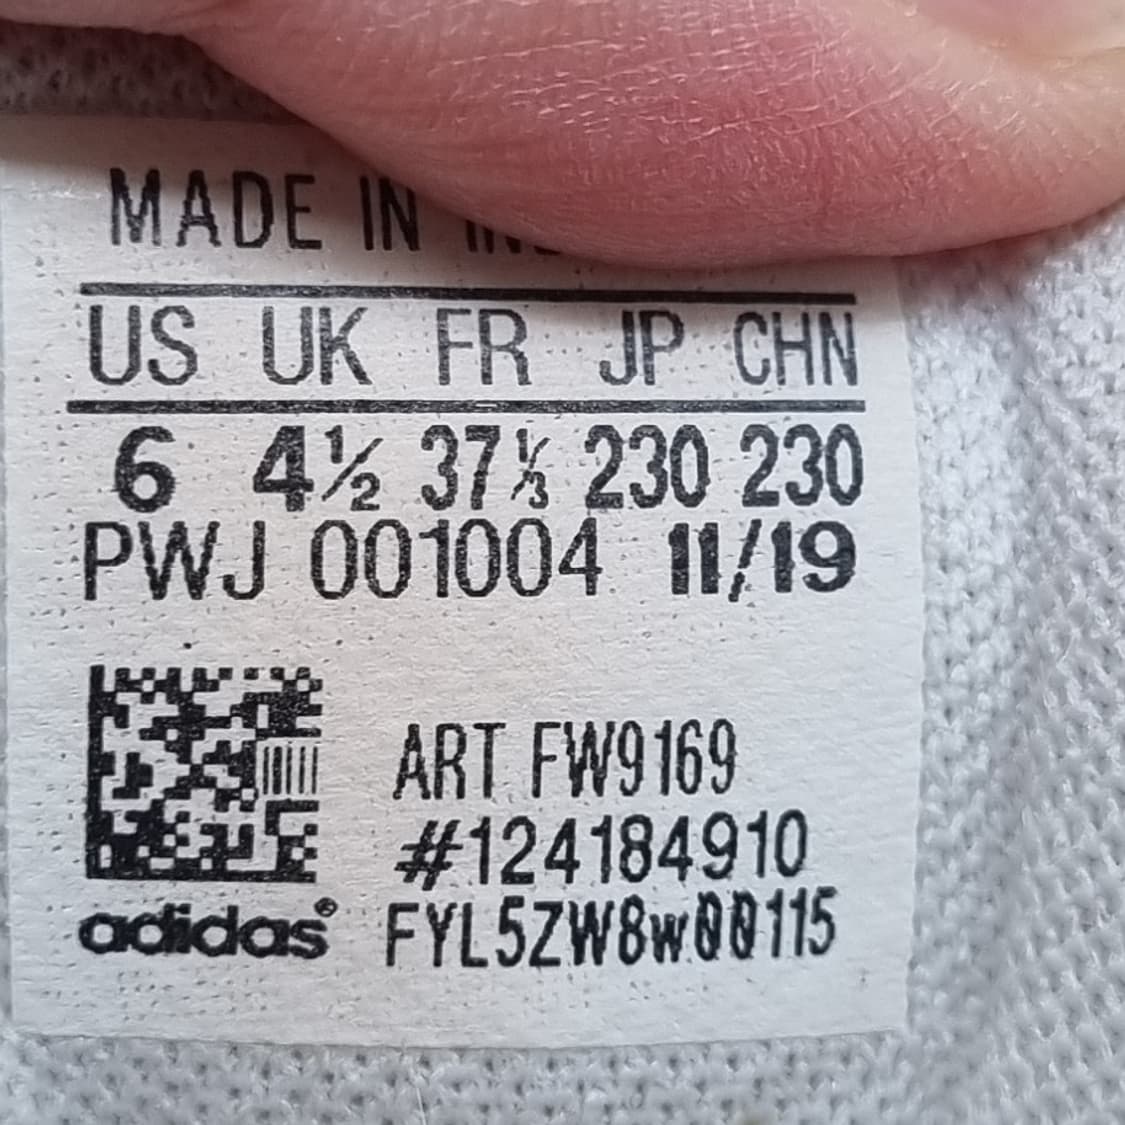 MADE IN
US UK FR JP CHN
6 4½ 37⅓ 230 230
PWJ 001004 11/19
ART FW9169
#124184910
adidas® FYL5ZW8w00115